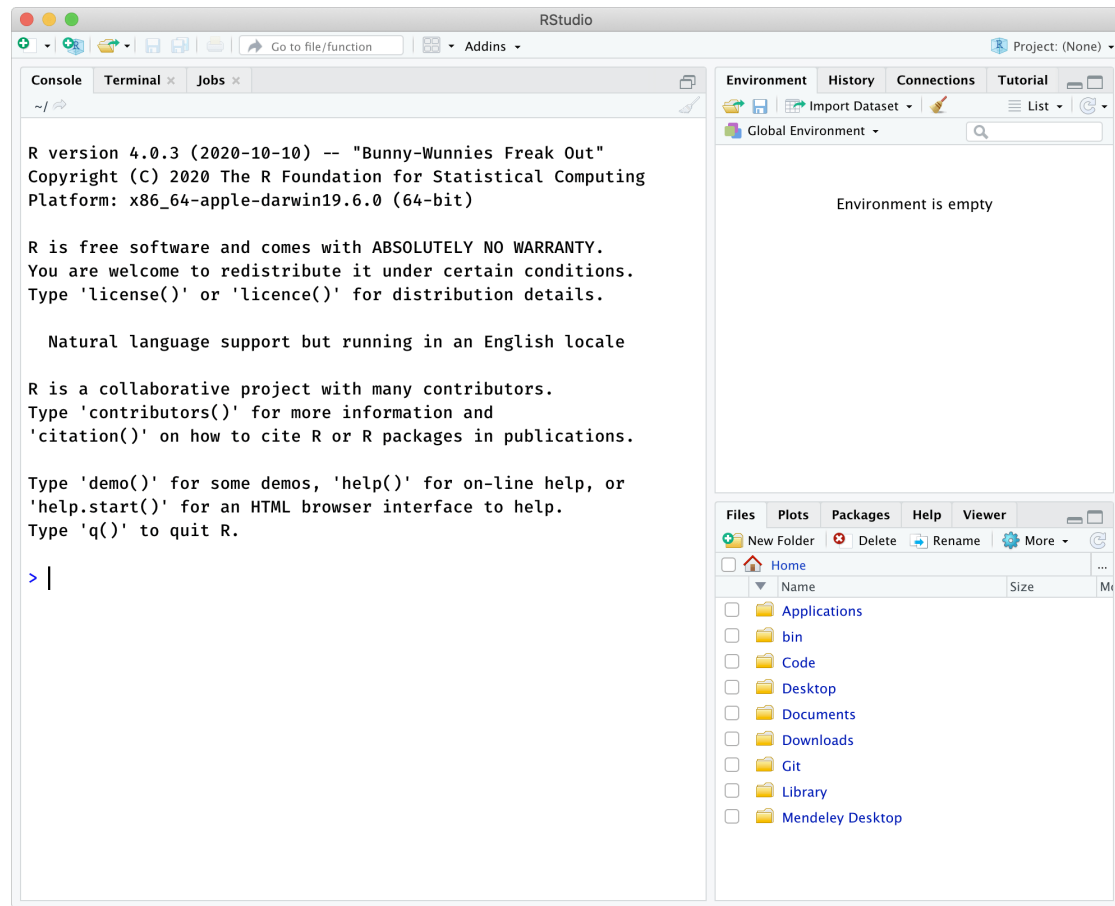 RStudio
Go to file/function
Addins
Project: (None)
Console Terminal Jobs
~/
R version 4.0.3 (2020-10-10) -- "Bunny-Wunnies Freak Out"
Copyright (C) 2020 The R Foundation for Statistical Computing
Platform: x86_64-apple-darwin19.6.0 (64-bit)
R is free software and comes with ABSOLUTELY NO WARRANTY.
You are welcome to redistribute it under certain conditions.
Type 'license()' or 'licence()' for distribution details.
Natural language support but running in an English locale
R is a collaborative project with many contributors.
Type 'contributors()' for more information and
'citation()' on how to cite R or R packages in publications.
Type 'demo()' for some demos, 'help()' for on-line help, or
'help.start()' for an HTML browser interface to help.
Type 'q()' to quit R.
>
Environment History Connections Tutorial
Import Dataset List
Global Environment
Environment is empty
Files Plots Packages Help Viewer
New Folder Delete Rename More
Home ...
Name Size
Applications
bin
Code
Desktop
Documents
Downloads
Git
Library
Mendeley Desktop